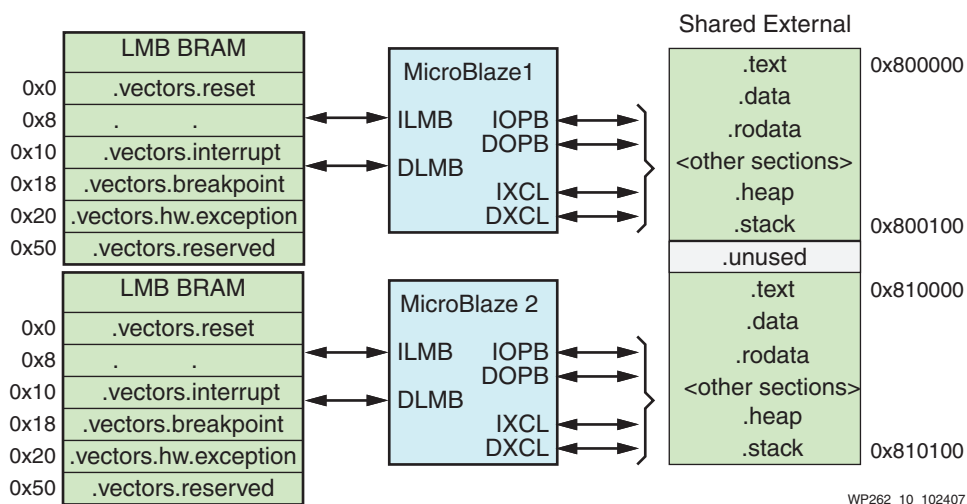 Shared External
LMB BRAM
0x0 .vectors.reset
0x8 . .
0x10 .vectors.interrupt
0x18 .vectors.breakpoint
0x20 .vectors.hw.exception
0x50 .vectors.reserved
MicroBlaze1
ILMB IOPB
DOPB
DLMB
IXCL
DXCL
.text 0x800000
.data
.rodata
<other sections>
.heap
.stack 0x800100
.unused
LMB BRAM
0x0 .vectors.reset
0x8 . .
0x10 .vectors.interrupt
0x18 .vectors.breakpoint
0x20 .vectors.hw.exception
0x50 .vectors.reserved
MicroBlaze 2
ILMB IOPB
DOPB
DLMB
IXCL
DXCL
.text 0x810000
.data
.rodata
<other sections>
.heap
.stack 0x810100
WP262_10_102407